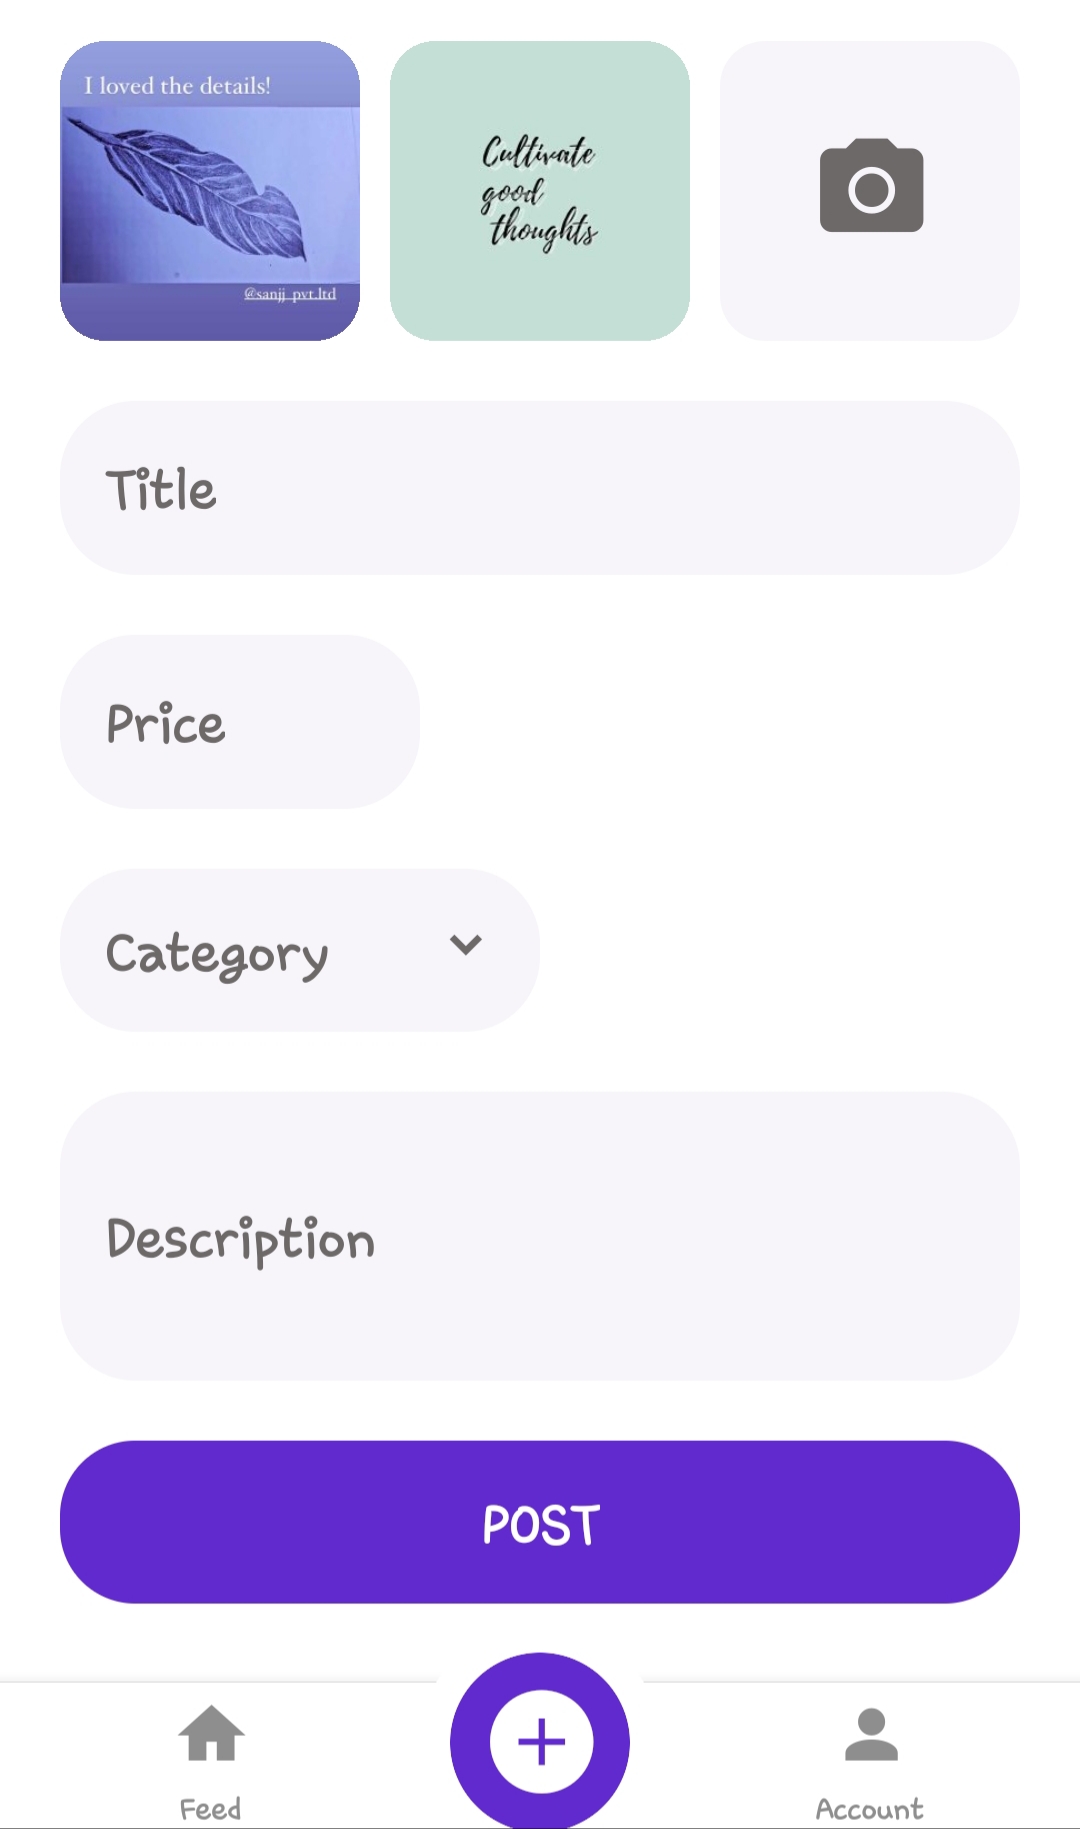 I loved the details!
@sanjj_pvt.ltd
Cultivate
good
thoughts
Title
Price
Category
Description
POST
Feed
Account